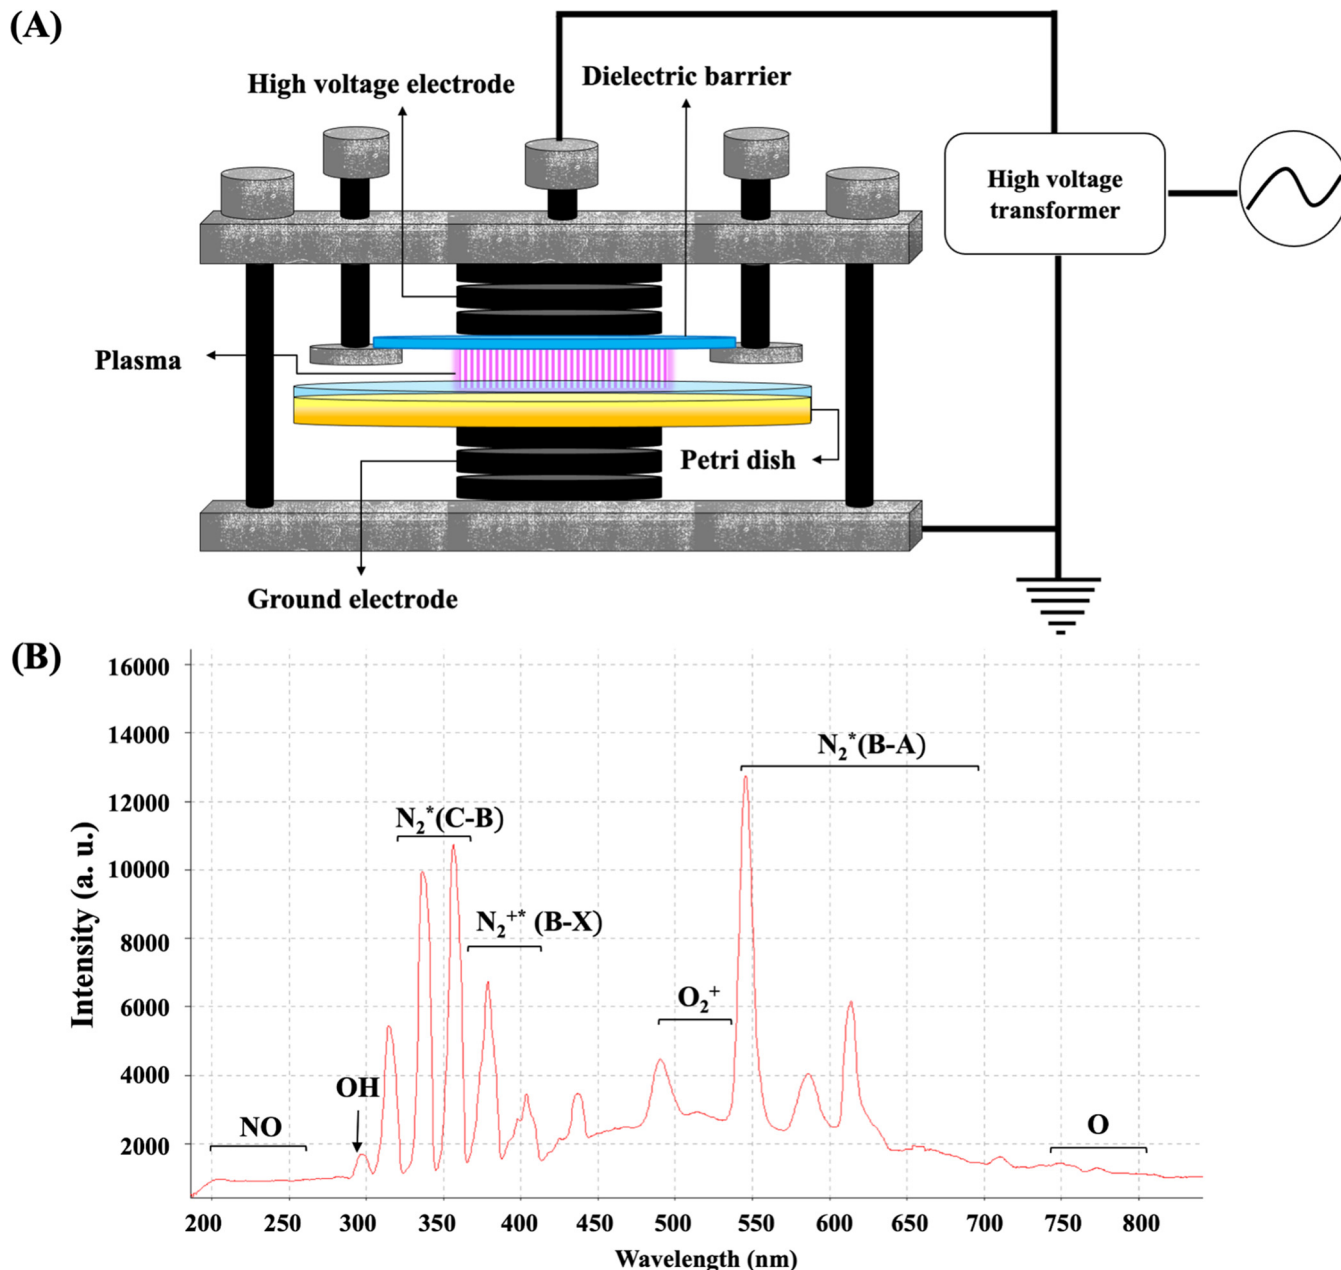 (A)
High voltage electrode
Dielectric barrier
High voltage
transformer
Plasma
Petri dish
Ground electrode
(B)
16000
14000
12000
10000
8000
6000
4000
2000
Intensity (a. u.)
N₂*(B-A)
N₂*(C-B)
N₂⁺* (B-X)
O₂⁺
OH
NO
O
200 250 300 350 400 450 500 550 600 650 700 750 800
Wavelength (nm)